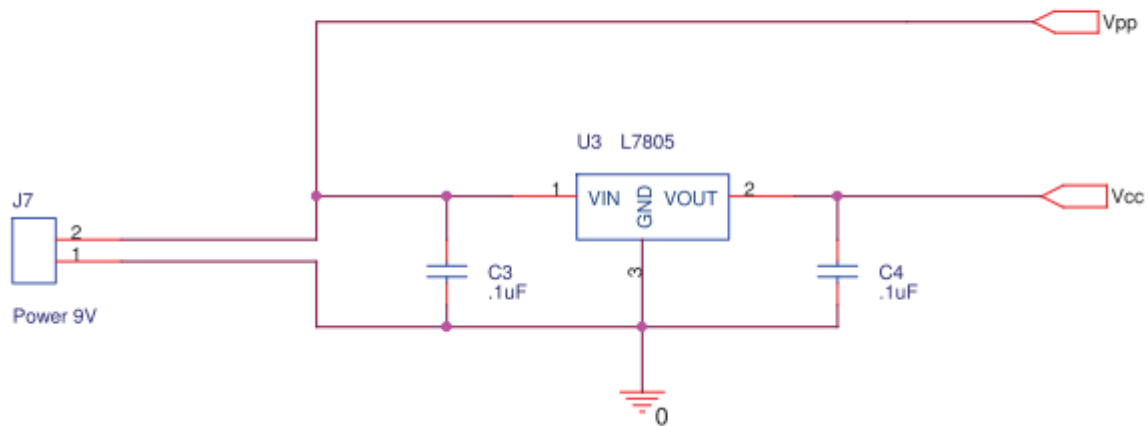 Vpp
U3 L7805
J7
1 VIN GND VOUT 2
Vcc
2
1
3
C3
.1uF
C4
.1uF
Power 9V
0